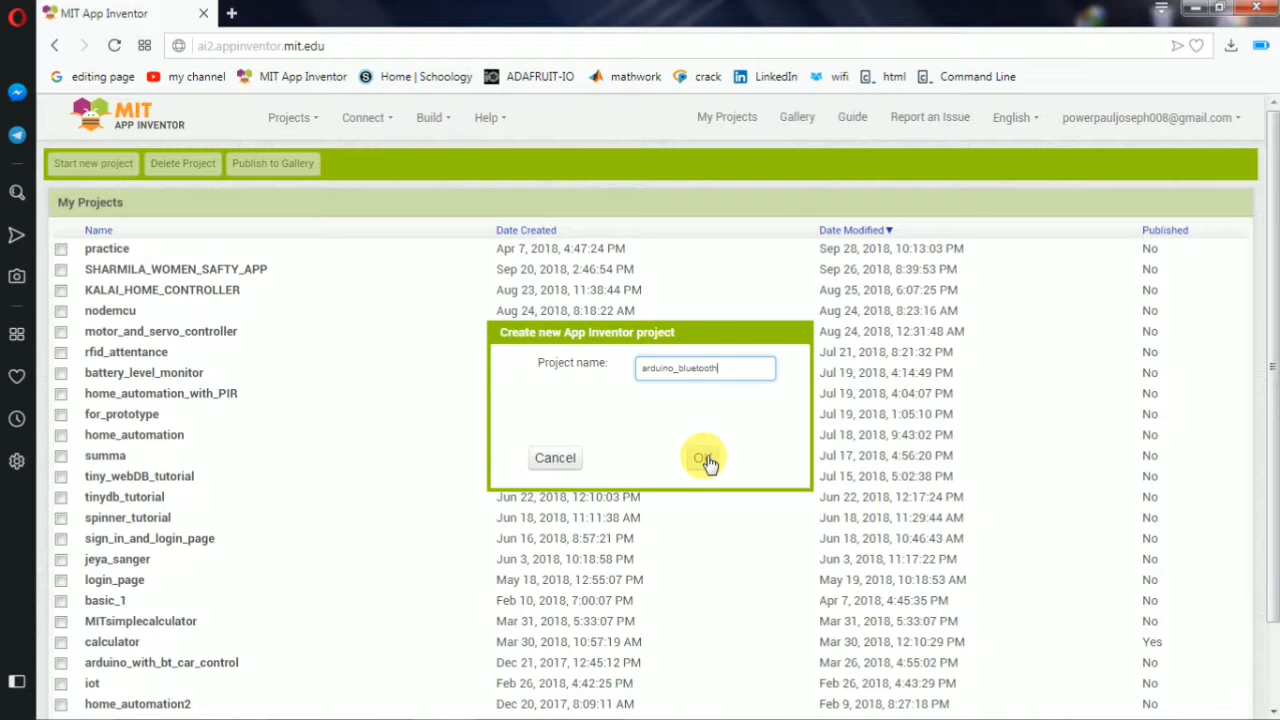 MIT App Inventor
ai2.appinventor.mit.edu
editing page my channel MIT App Inventor Home | Schoology ADAFRUIT-IO mathwork crack LinkedIn wifi html Command Line
MIT
APP INVENTOR
Projects Connect Build Help My Projects Gallery Guide Report an Issue English powerpauljoseph008@gmail.com
Start new project Delete Project Publish to Gallery
My Projects
Name Date Created Date Modified Published
practice Apr 7, 2018, 4:47:24 PM Sep 28, 2018, 10:13:03 PM No
SHARMILA_WOMEN_SAFTY_APP Sep 20, 2018, 2:46:54 PM Sep 26, 2018, 8:39:53 PM No
KALAI_HOME_CONTROLLER Aug 23, 2018, 11:38:44 PM Aug 25, 2018, 6:07:25 PM No
nodemcu Aug 24, 2018, 8:18:22 AM Aug 24, 2018, 8:23:16 AM No
motor_and_servo_controller Aug 24, 2018, 12:31:48 AM No
rfid_attentance Jul 21, 2018, 8:21:32 PM No
battery_level_monitor Jul 19, 2018, 4:14:49 PM No
home_automation_with_PIR Jul 19, 2018, 4:04:07 PM No
for_prototype Jul 19, 2018, 1:05:10 PM No
home_automation Jul 18, 2018, 9:43:02 PM No
summa Jul 17, 2018, 4:56:20 PM No
tiny_webDB_tutorial Jul 15, 2018, 5:02:38 PM No
tinydb_tutorial Jun 22, 2018, 12:10:03 PM Jun 22, 2018, 12:17:24 PM No
spinner_tutorial Jun 18, 2018, 11:11:38 AM Jun 18, 2018, 11:29:44 AM No
sign_in_and_login_page Jun 16, 2018, 8:57:21 PM Jun 18, 2018, 10:46:43 AM No
jeya_sanger Jun 3, 2018, 10:18:58 PM Jun 3, 2018, 11:17:22 PM No
login_page May 18, 2018, 12:55:07 PM May 19, 2018, 10:18:53 AM No
basic_1 Feb 10, 2018, 7:00:07 PM Apr 7, 2018, 4:45:35 PM No
MITsimplecalculator Mar 31, 2018, 5:33:07 PM Mar 31, 2018, 5:33:07 PM No
calculator Mar 30, 2018, 10:57:19 AM Mar 30, 2018, 12:10:29 PM Yes
arduino_with_bt_car_control Dec 21, 2017, 12:45:12 PM Mar 26, 2018, 4:55:02 PM No
iot Feb 26, 2018, 4:42:25 PM Feb 26, 2018, 4:43:29 PM No
home_automation2 Dec 20, 2017, 8:09:11 AM Feb 9, 2018, 8:27:18 PM No
Create new App Inventor project
Project name: arduino_bluetooth
Cancel